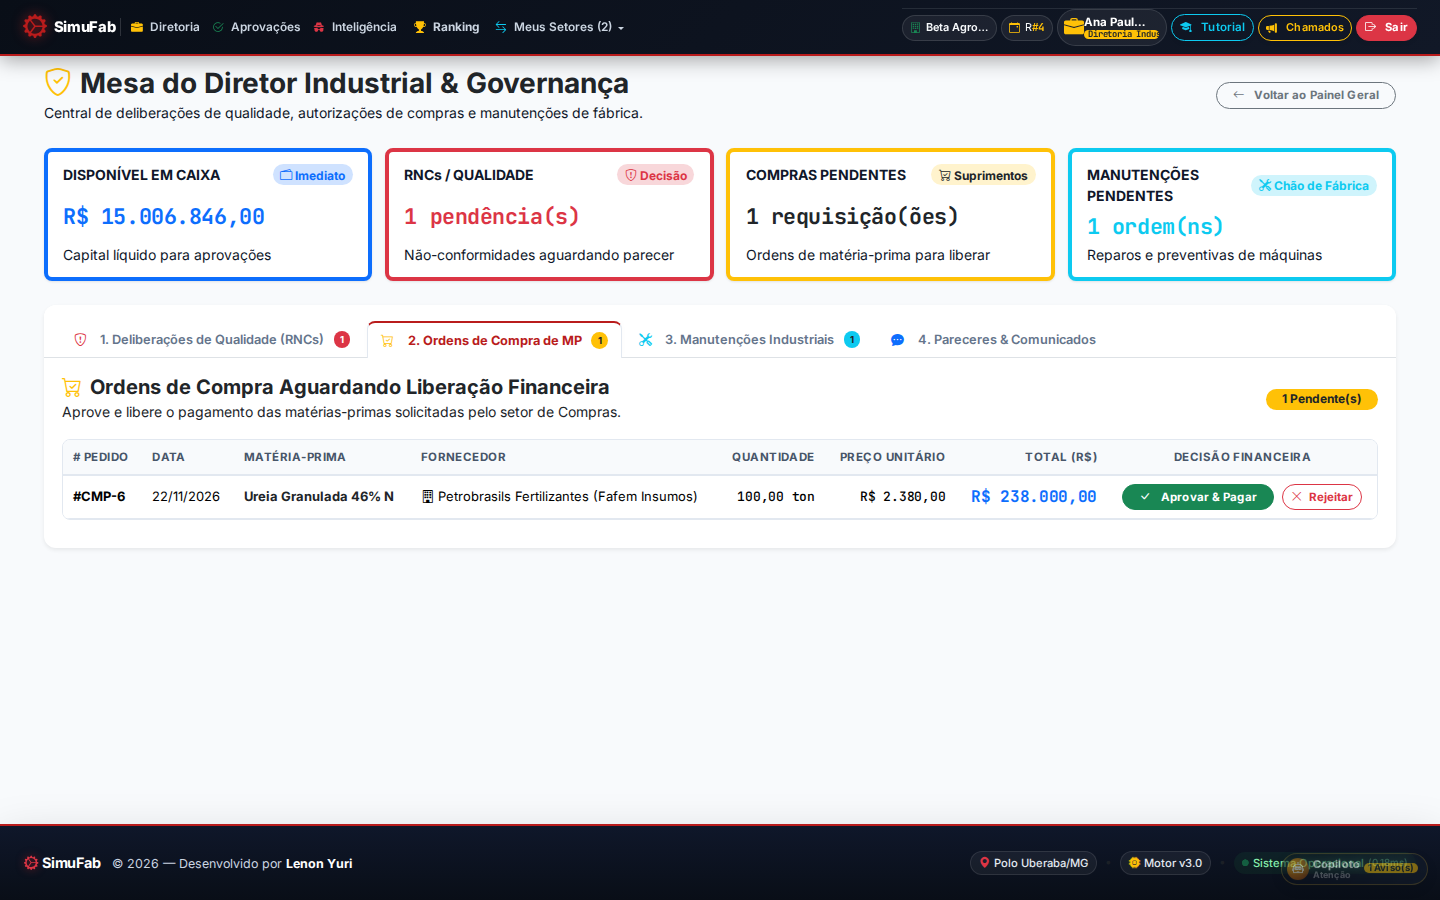 SimuFab
Diretoria
Aprovações
Inteligência
Ranking
Meus Setores (2)
Beta Agro...
R#4
Ana Paul...
Diretoria Indus
Tutorial
Chamados
Sair
Mesa do Diretor Industrial & Governança
Central de deliberações de qualidade, autorizações de compras e manutenções de fábrica.
Voltar ao Painel Geral
DISPONÍVEL EM CAIXA
Imediato
R$ 15.006.846,00
Capital líquido para aprovações
RNCs / QUALIDADE
Decisão
1 pendência(s)
Não-conformidades aguardando parecer
COMPRAS PENDENTES
Suprimentos
1 requisição(ões)
Ordens de matéria-prima para liberar
MANUTENÇÕES
PENDENTES
Chão de Fábrica
1 ordem(ns)
Reparos e preventivas de máquinas
1. Deliberações de Qualidade (RNCs) 1
2. Ordens de Compra de MP 1
3. Manutenções Industriais 1
4. Pareceres & Comunicados
Ordens de Compra Aguardando Liberação Financeira
Aprove e libere o pagamento das matérias-primas solicitadas pelo setor de Compras.
1 Pendente(s)
# PEDIDO DATA MATÉRIA-PRIMA FORNECEDOR QUANTIDADE PREÇO UNITÁRIO TOTAL (R$) DECISÃO FINANCEIRA
#CMP-6 22/11/2026 Ureia Granulada 46% N Petrobrasils Fertilizantes (Fafem Insumos) 100,00 ton R$ 2.380,00 R$ 238.000,00 Aprovar & Pagar Rejeitar
SimuFab © 2026 — Desenvolvido por Lenon Yuri
Polo Uberaba/MG
Motor v3.0
Copiloto
Atenção
1 Aviso(s)